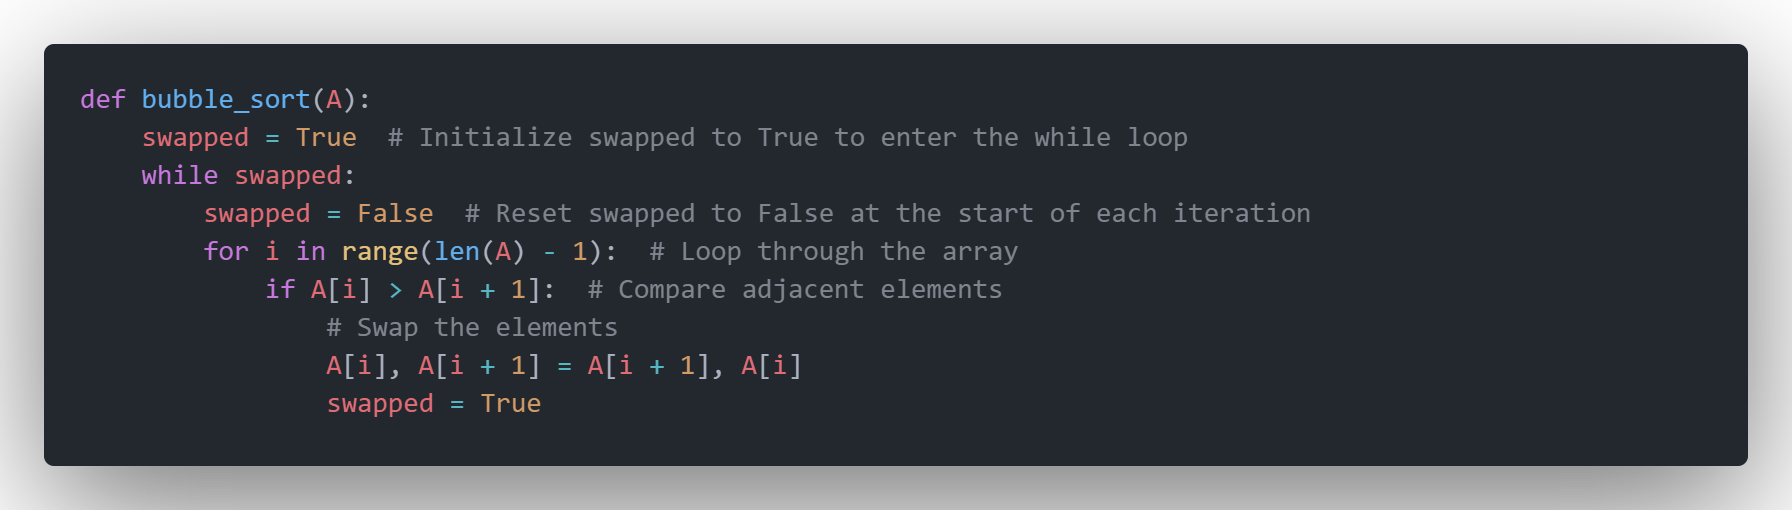 def bubble_sort(A):
    swapped = True  # Initialize swapped to True to enter the while loop
    while swapped:
        swapped = False  # Reset swapped to False at the start of each iteration
        for i in range(len(A) - 1):  # Loop through the array
            if A[i] > A[i + 1]:  # Compare adjacent elements
                # Swap the elements
                A[i], A[i + 1] = A[i + 1], A[i]
                swapped = True